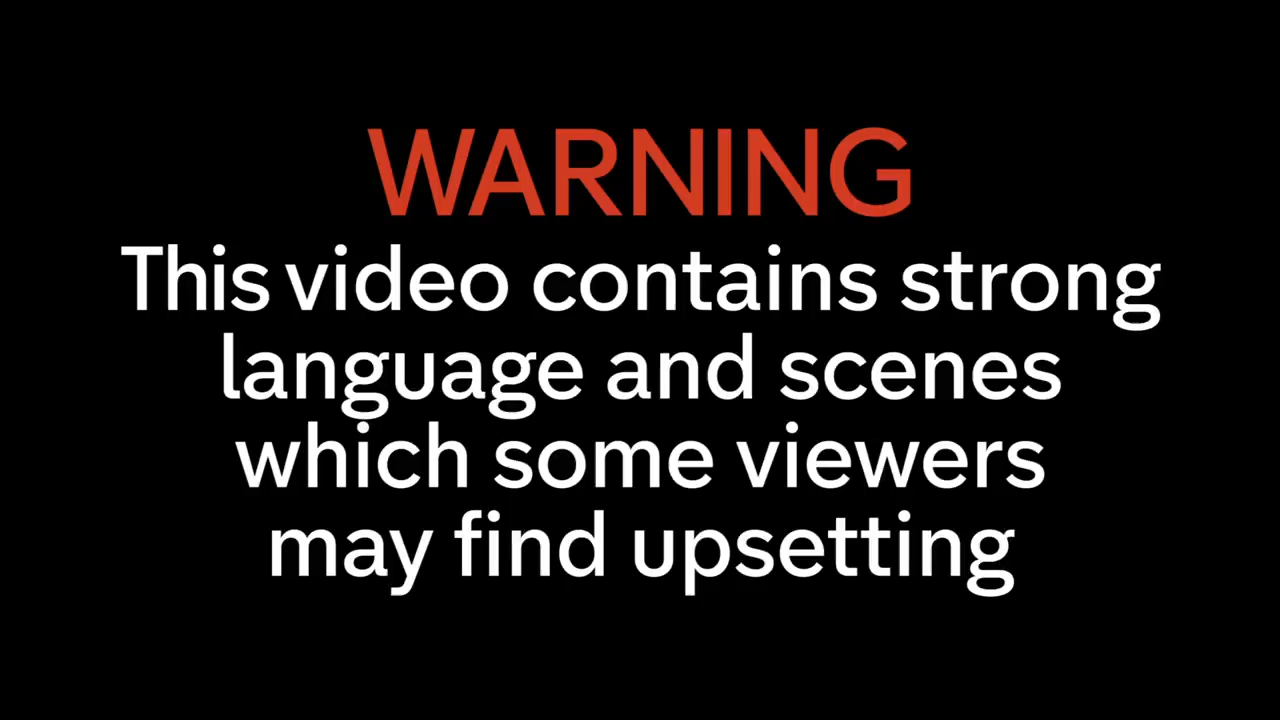 WARNING
This video contains strong
language and scenes
which some viewers
may find upsetting